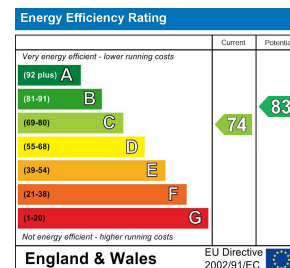 Energy Efficiency Rating
Current Potentia
Very energy efficient - lower running costs
(92 plus) A
(81-91) B
(69-80) C
(55-68) D
(39-54) E
(21-38) F
(1-20) G
74
83
Not energy efficient - higher running costs
England & Wales
EU Directive
2002/91/EC